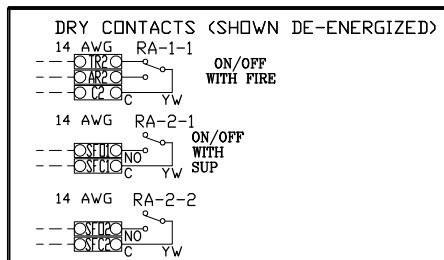 DRY CONTACTS (SHOWN DE-ENERGIZED)
14 AWG RA-1-1
TR2
AR2
C2
C YW
ON/OFF
WITH FIRE
14 AWG RA-2-1
SFO1 NO
SFC1
C YW
ON/OFF
WITH
SUP
14 AWG RA-2-2
SFO2 NO
SFC2
C YW